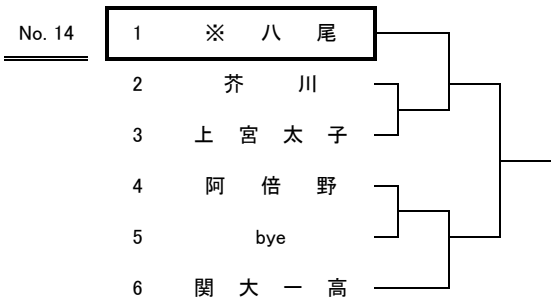 No. 14 1 ※ 八 尾
2 芥 川
3 上 宮 太 子
4 阿 倍 野
5 bye
6 関 大 一 高